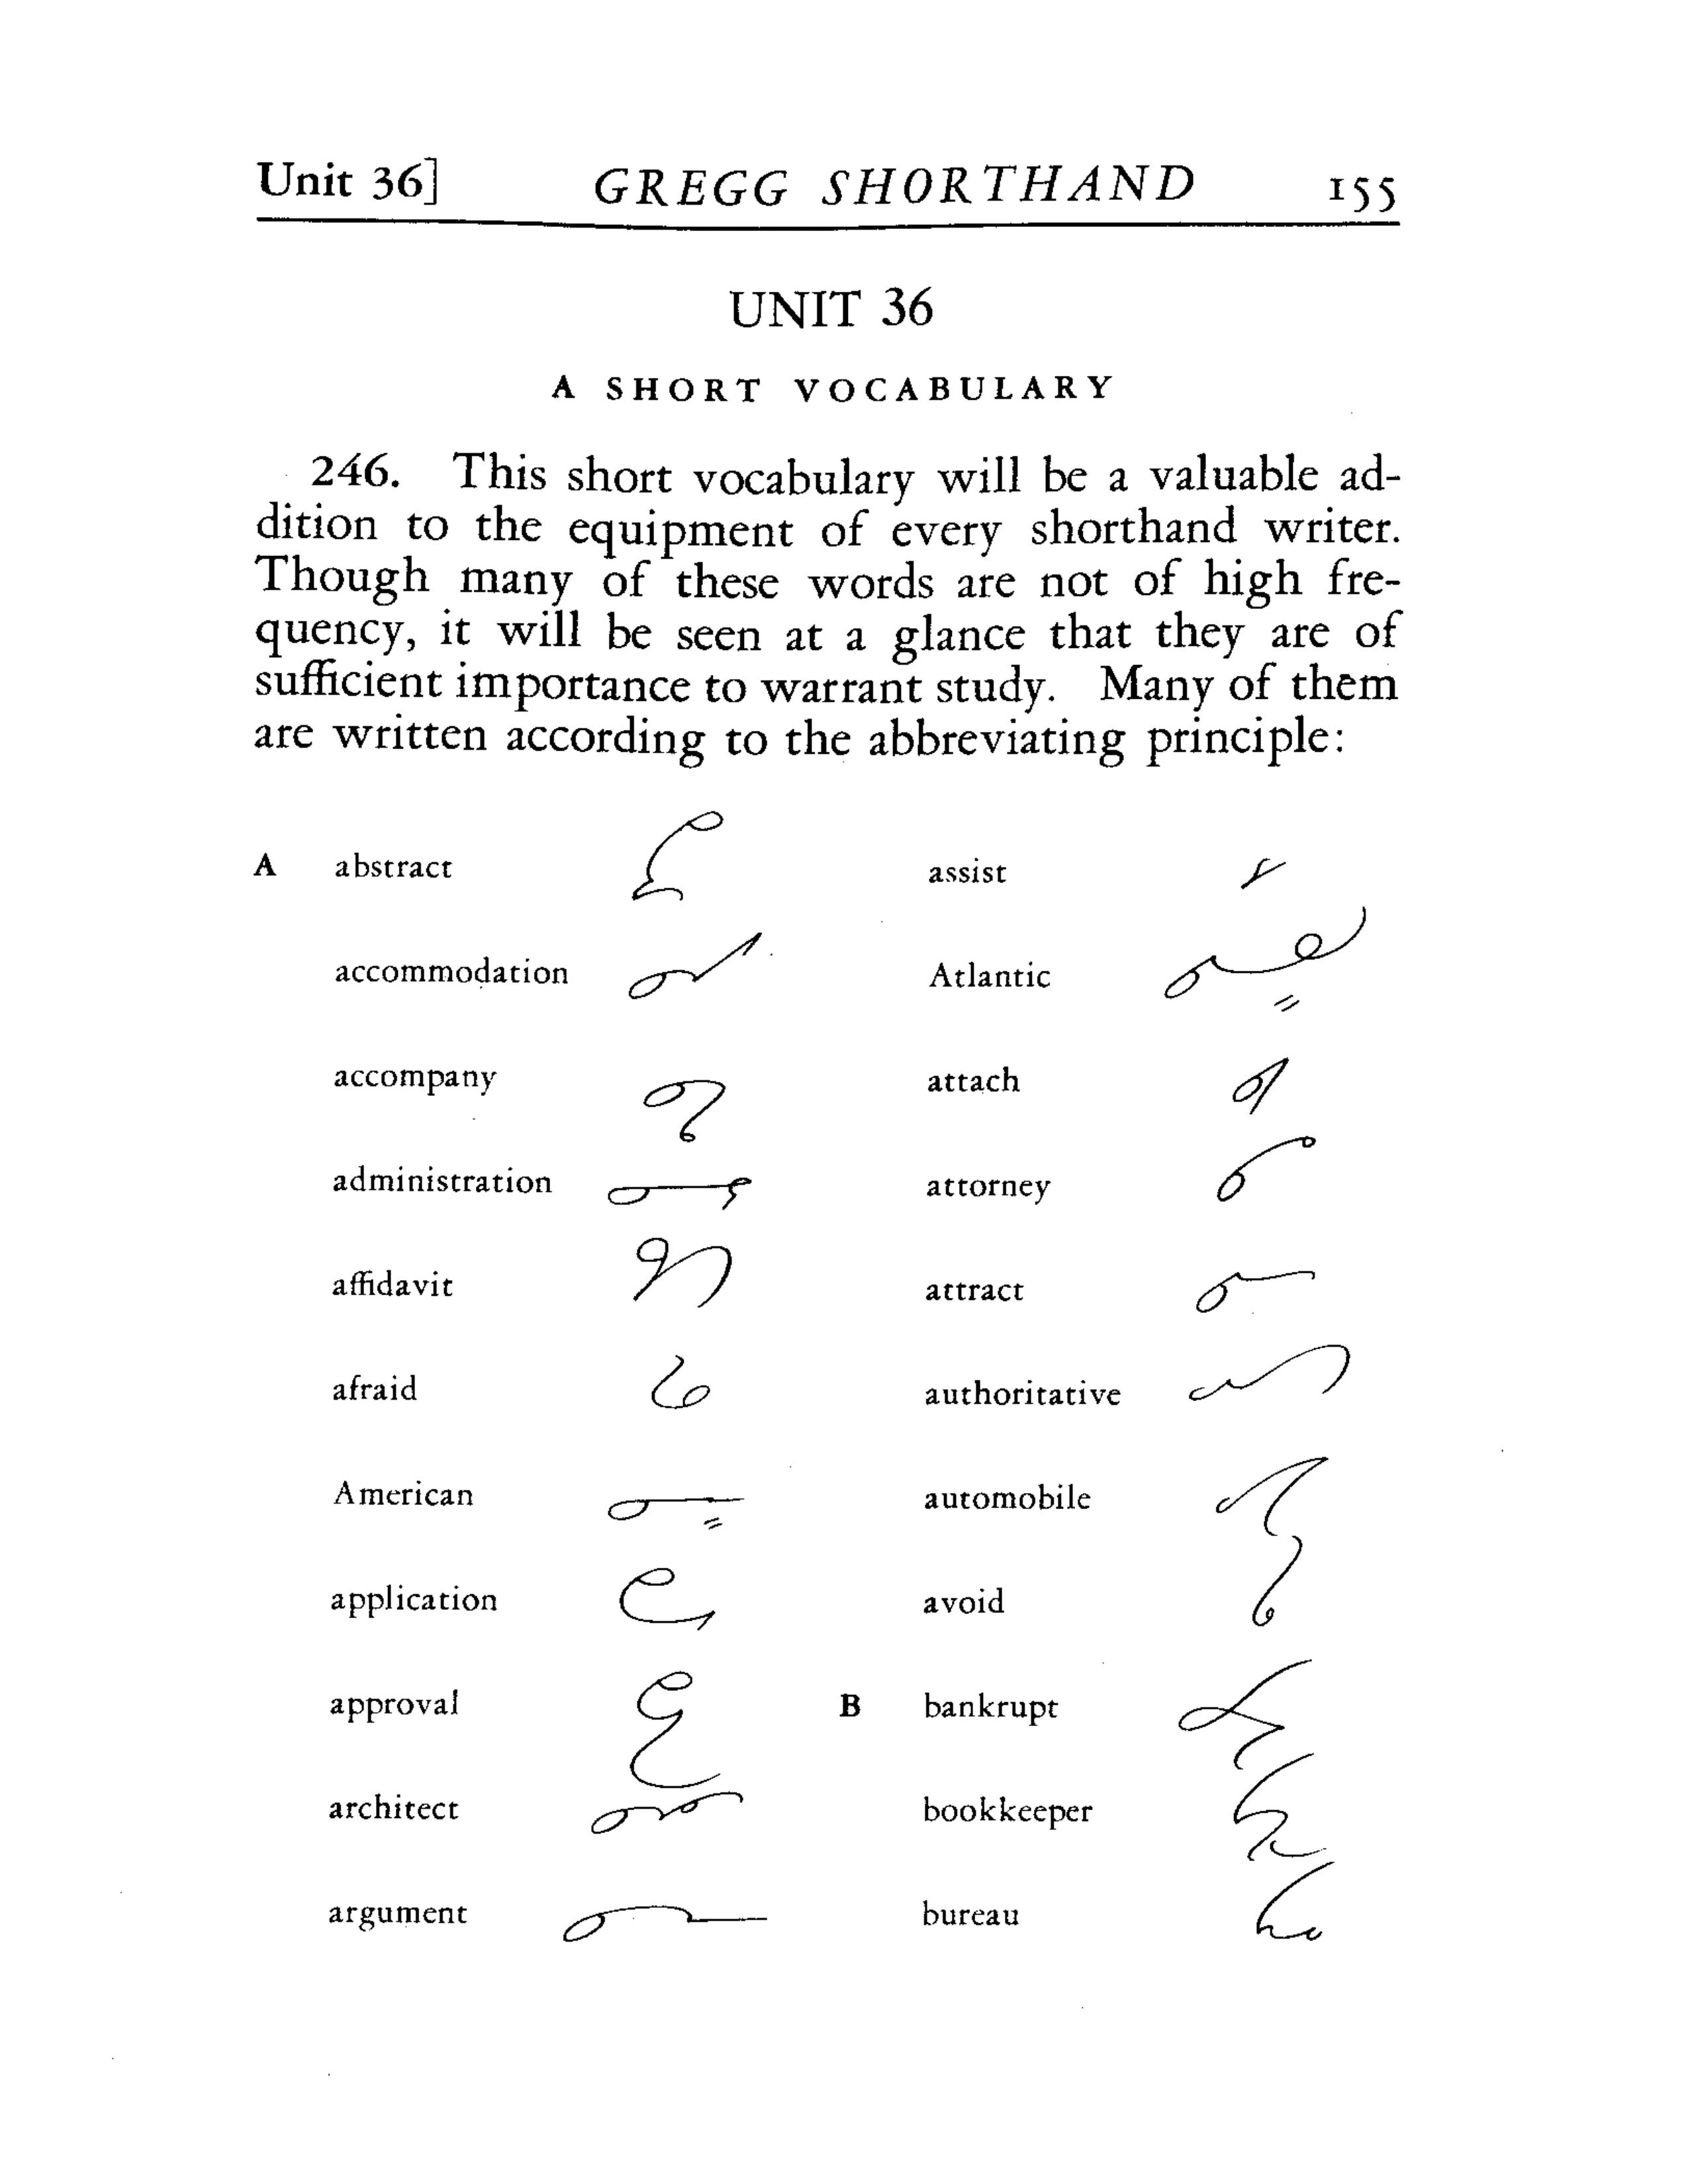 Unit 36] GREGG SHORTHAND 155
UNIT 36
A SHORT VOCABULARY
246. This short vocabulary will be a valuable ad-
dition to the equipment of every shorthand writer.
Though many of these words are not of high fre-
quency, it will be seen at a glance that they are of
sufficient importance to warrant study. Many of them
are written according to the abbreviating principle:
A abstract
accommodation
accompany
administration
affidavit
afraid
American
application
approval
architect
argument
assist
Atlantic
attach
attorney
attract
authoritative
automobile
avoid
B bankrupt
bookkeeper
bureau